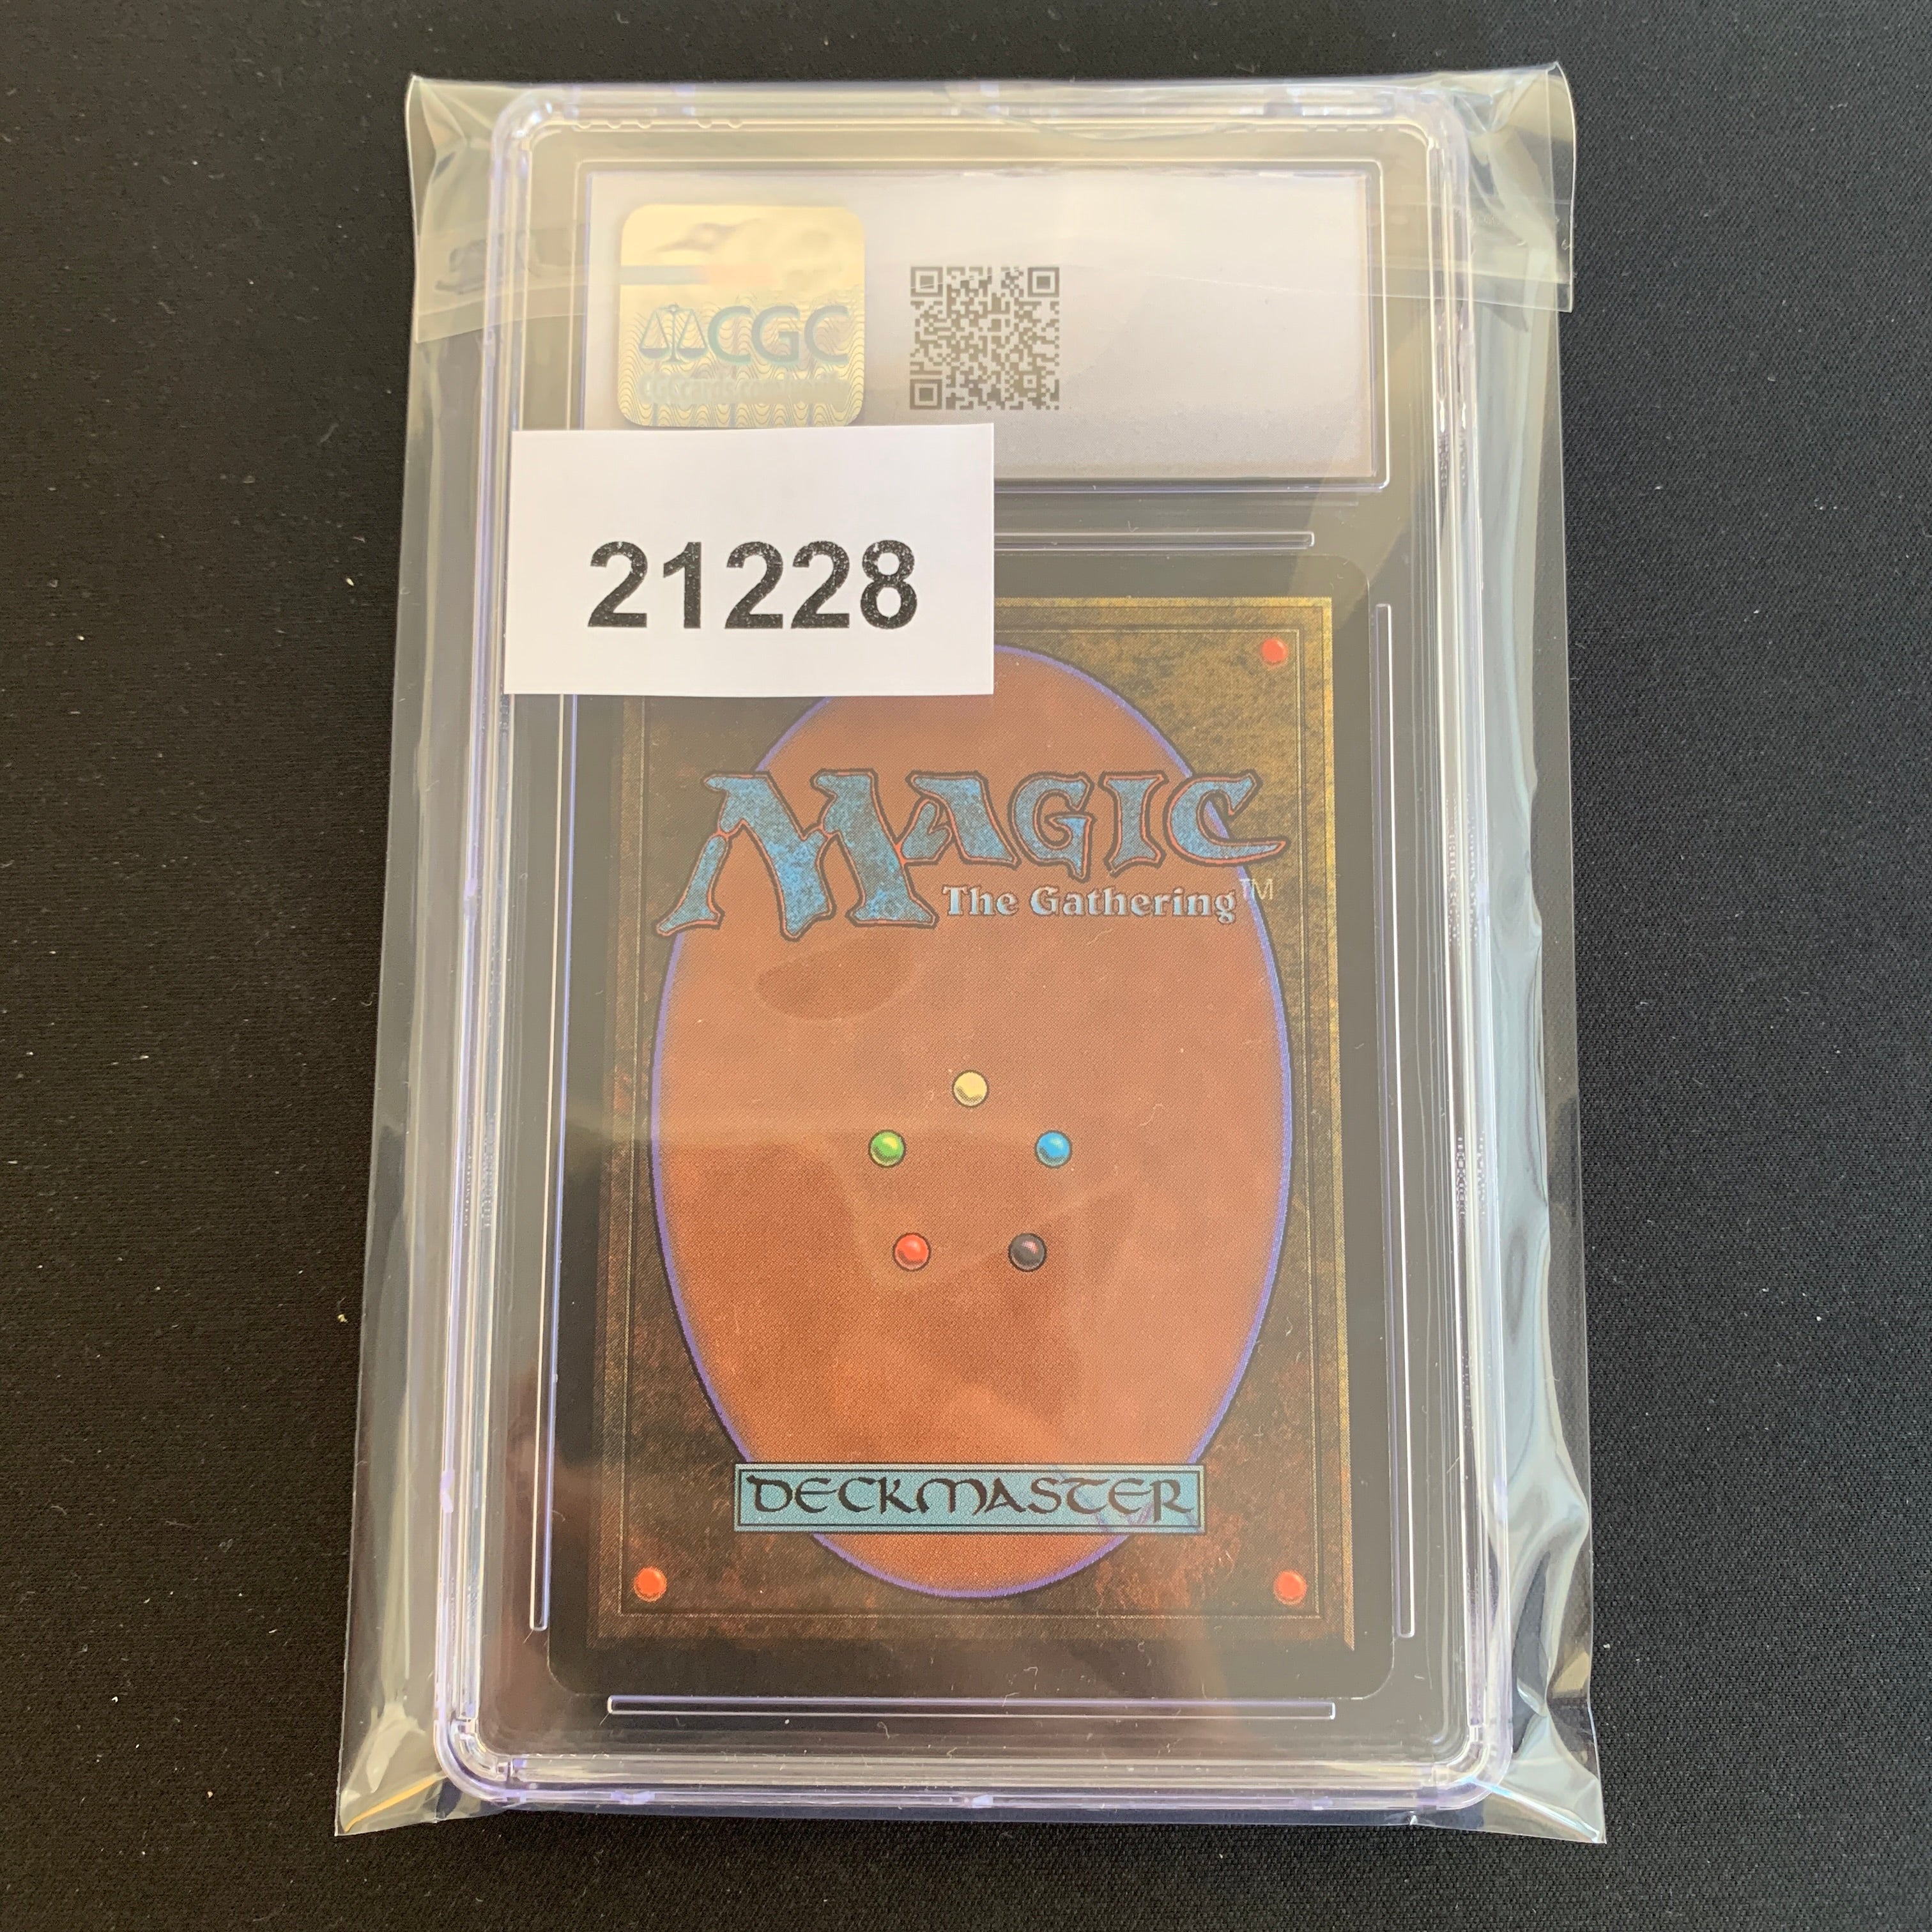 CGC
21228
MAGIC
The Gathering™
DECKMASTER